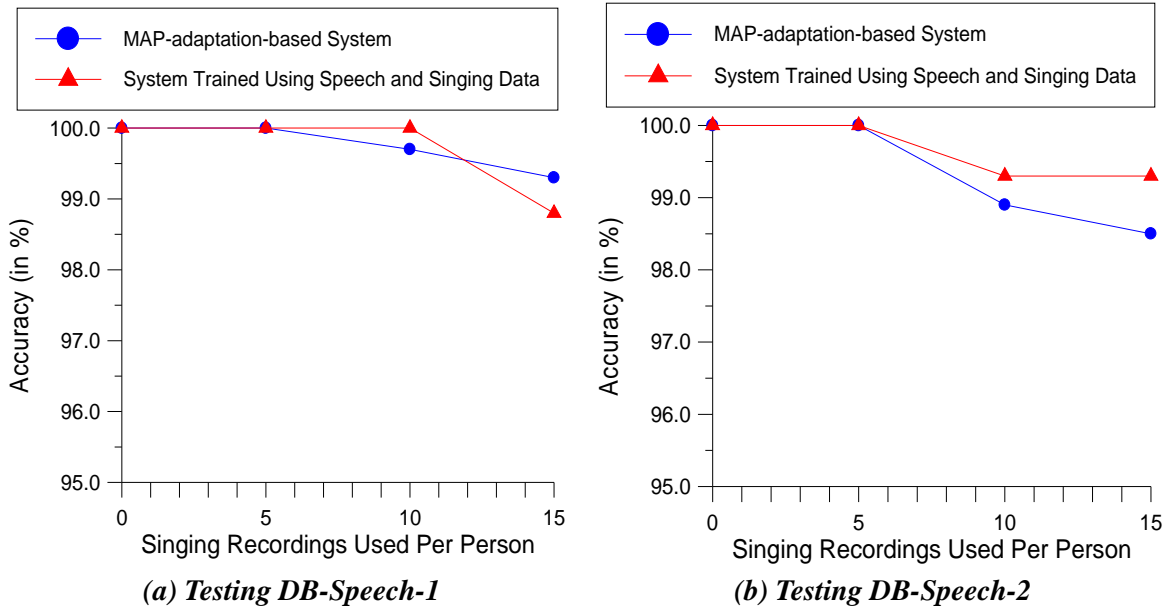 MAP-adaptation-based System
System Trained Using Speech and Singing Data
100.0
99.0
98.0
97.0
96.0
95.0
Accuracy (in %)
0 5 10 15
Singing Recordings Used Per Person
(a) Testing DB-Speech-1
MAP-adaptation-based System
System Trained Using Speech and Singing Data
100.0
99.0
98.0
97.0
96.0
95.0
Accuracy (in %)
0 5 10 15
Singing Recordings Used Per Person
(b) Testing DB-Speech-2